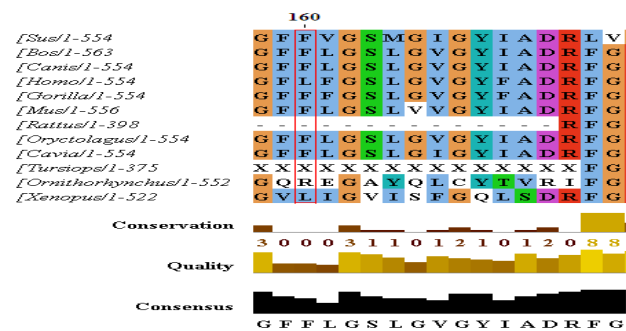 160
[Sus/1-554 G F F V G S M G I G Y I A D R L V
[Bos/1-563 G F F L G S L G V G Y I A D R F G
[Canis/1-554 G F F L G S L G V G Y I A D R F G
[Homo/1-554 G F L F G S L G V G Y F A D R F G
[Gorilla/1-554 G F F F G S L G V G Y F A D R F G
[Mus/1-556 G F F L G S L V V G Y I A D R F G
[Rattus/1-398 - - - - - - - - - - - - - - R F G
[Oryctolagus/1-554 G F F L G S L G V G Y I A D R F G
[Cavia/1-554 G F F L G S L G I G Y I A D R F G
[Tursiops/1-375 X X X X X X X X X X X X X X X F G
[Ornithorhynchus/1-552 G Q R E G A Y Q L C Y T V R I F G
[Xenopus/1-522 G V L I G V I S F G Q L S D R F G
Conservation
3 0 0 0 3 1 1 0 1 2 1 0 1 2 0 8 8
Quality
Consensus
G F F L G S L G V G Y I A D R F G